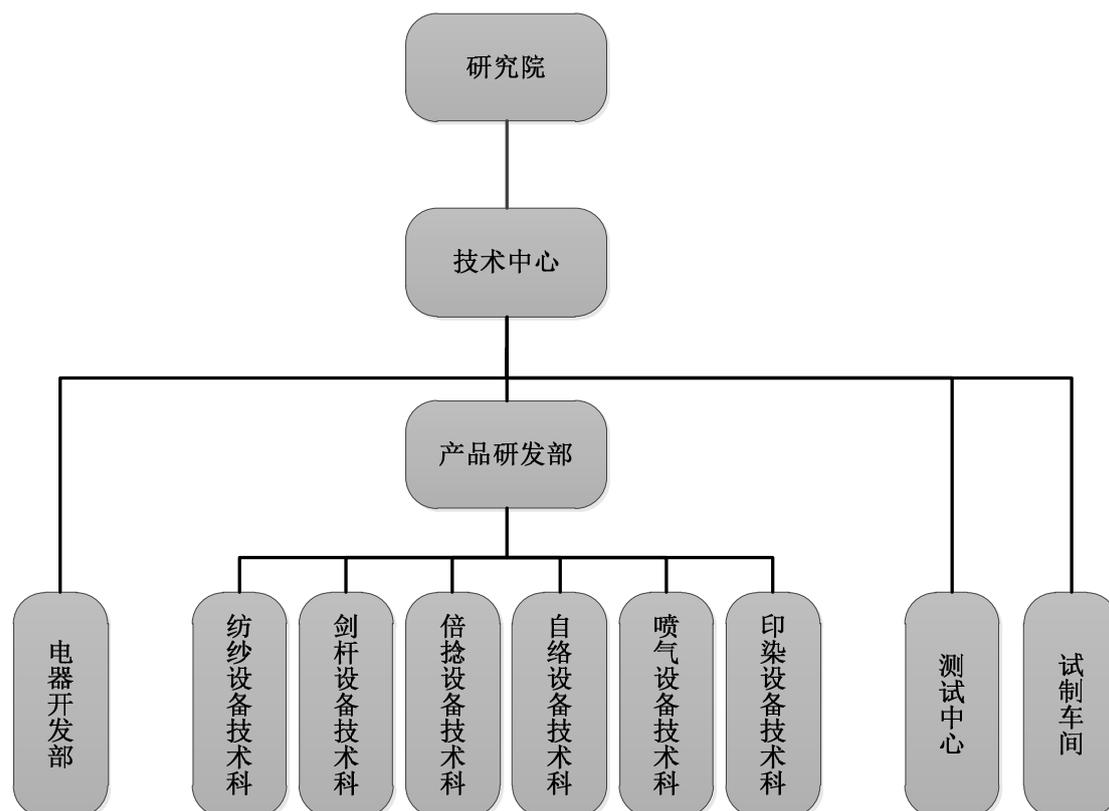 研究院
技术中心
产品研发部
电器开发部
纺纱设备技术科
剑杆设备技术科
倍捻设备技术科
自络设备技术科
喷气设备技术科
印染设备技术科
测试中心
试制车间